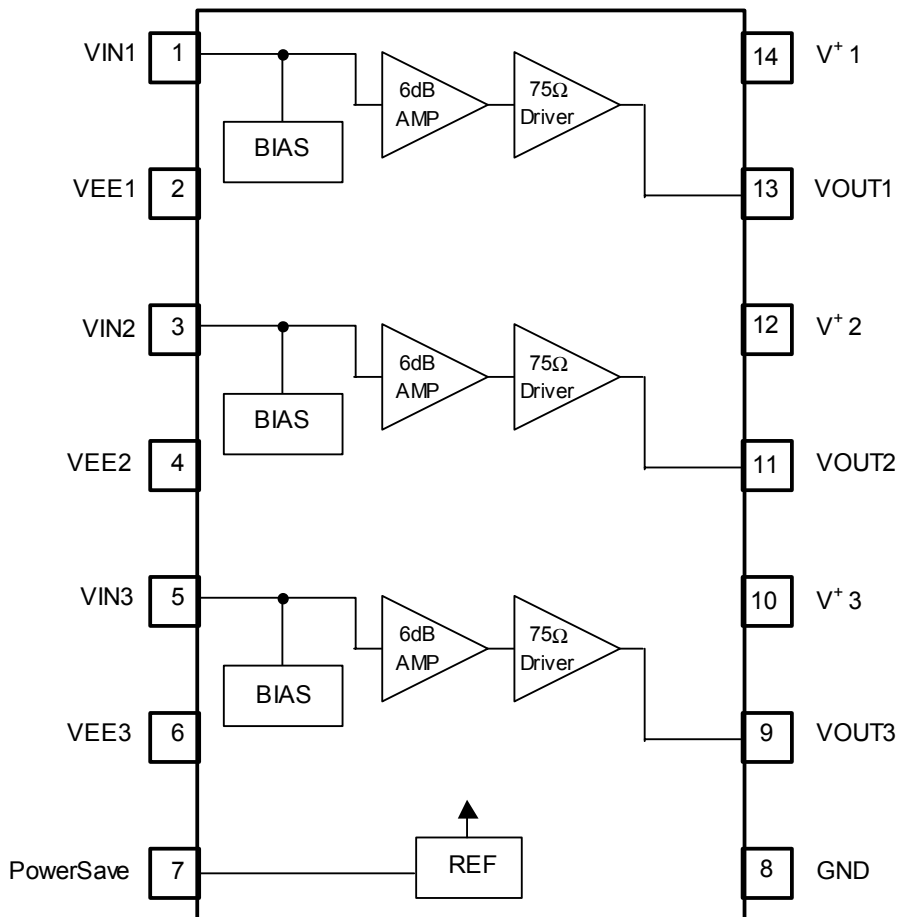 VIN1 1 14 V+ 1
6dB AMP
75Ω Driver
BIAS
VEE1 2 13 VOUT1
VIN2 3 12 V+ 2
6dB AMP
75Ω Driver
BIAS
VEE2 4 11 VOUT2
VIN3 5 10 V+ 3
6dB AMP
75Ω Driver
BIAS
VEE3 6 9 VOUT3
PowerSave 7 REF 8 GND